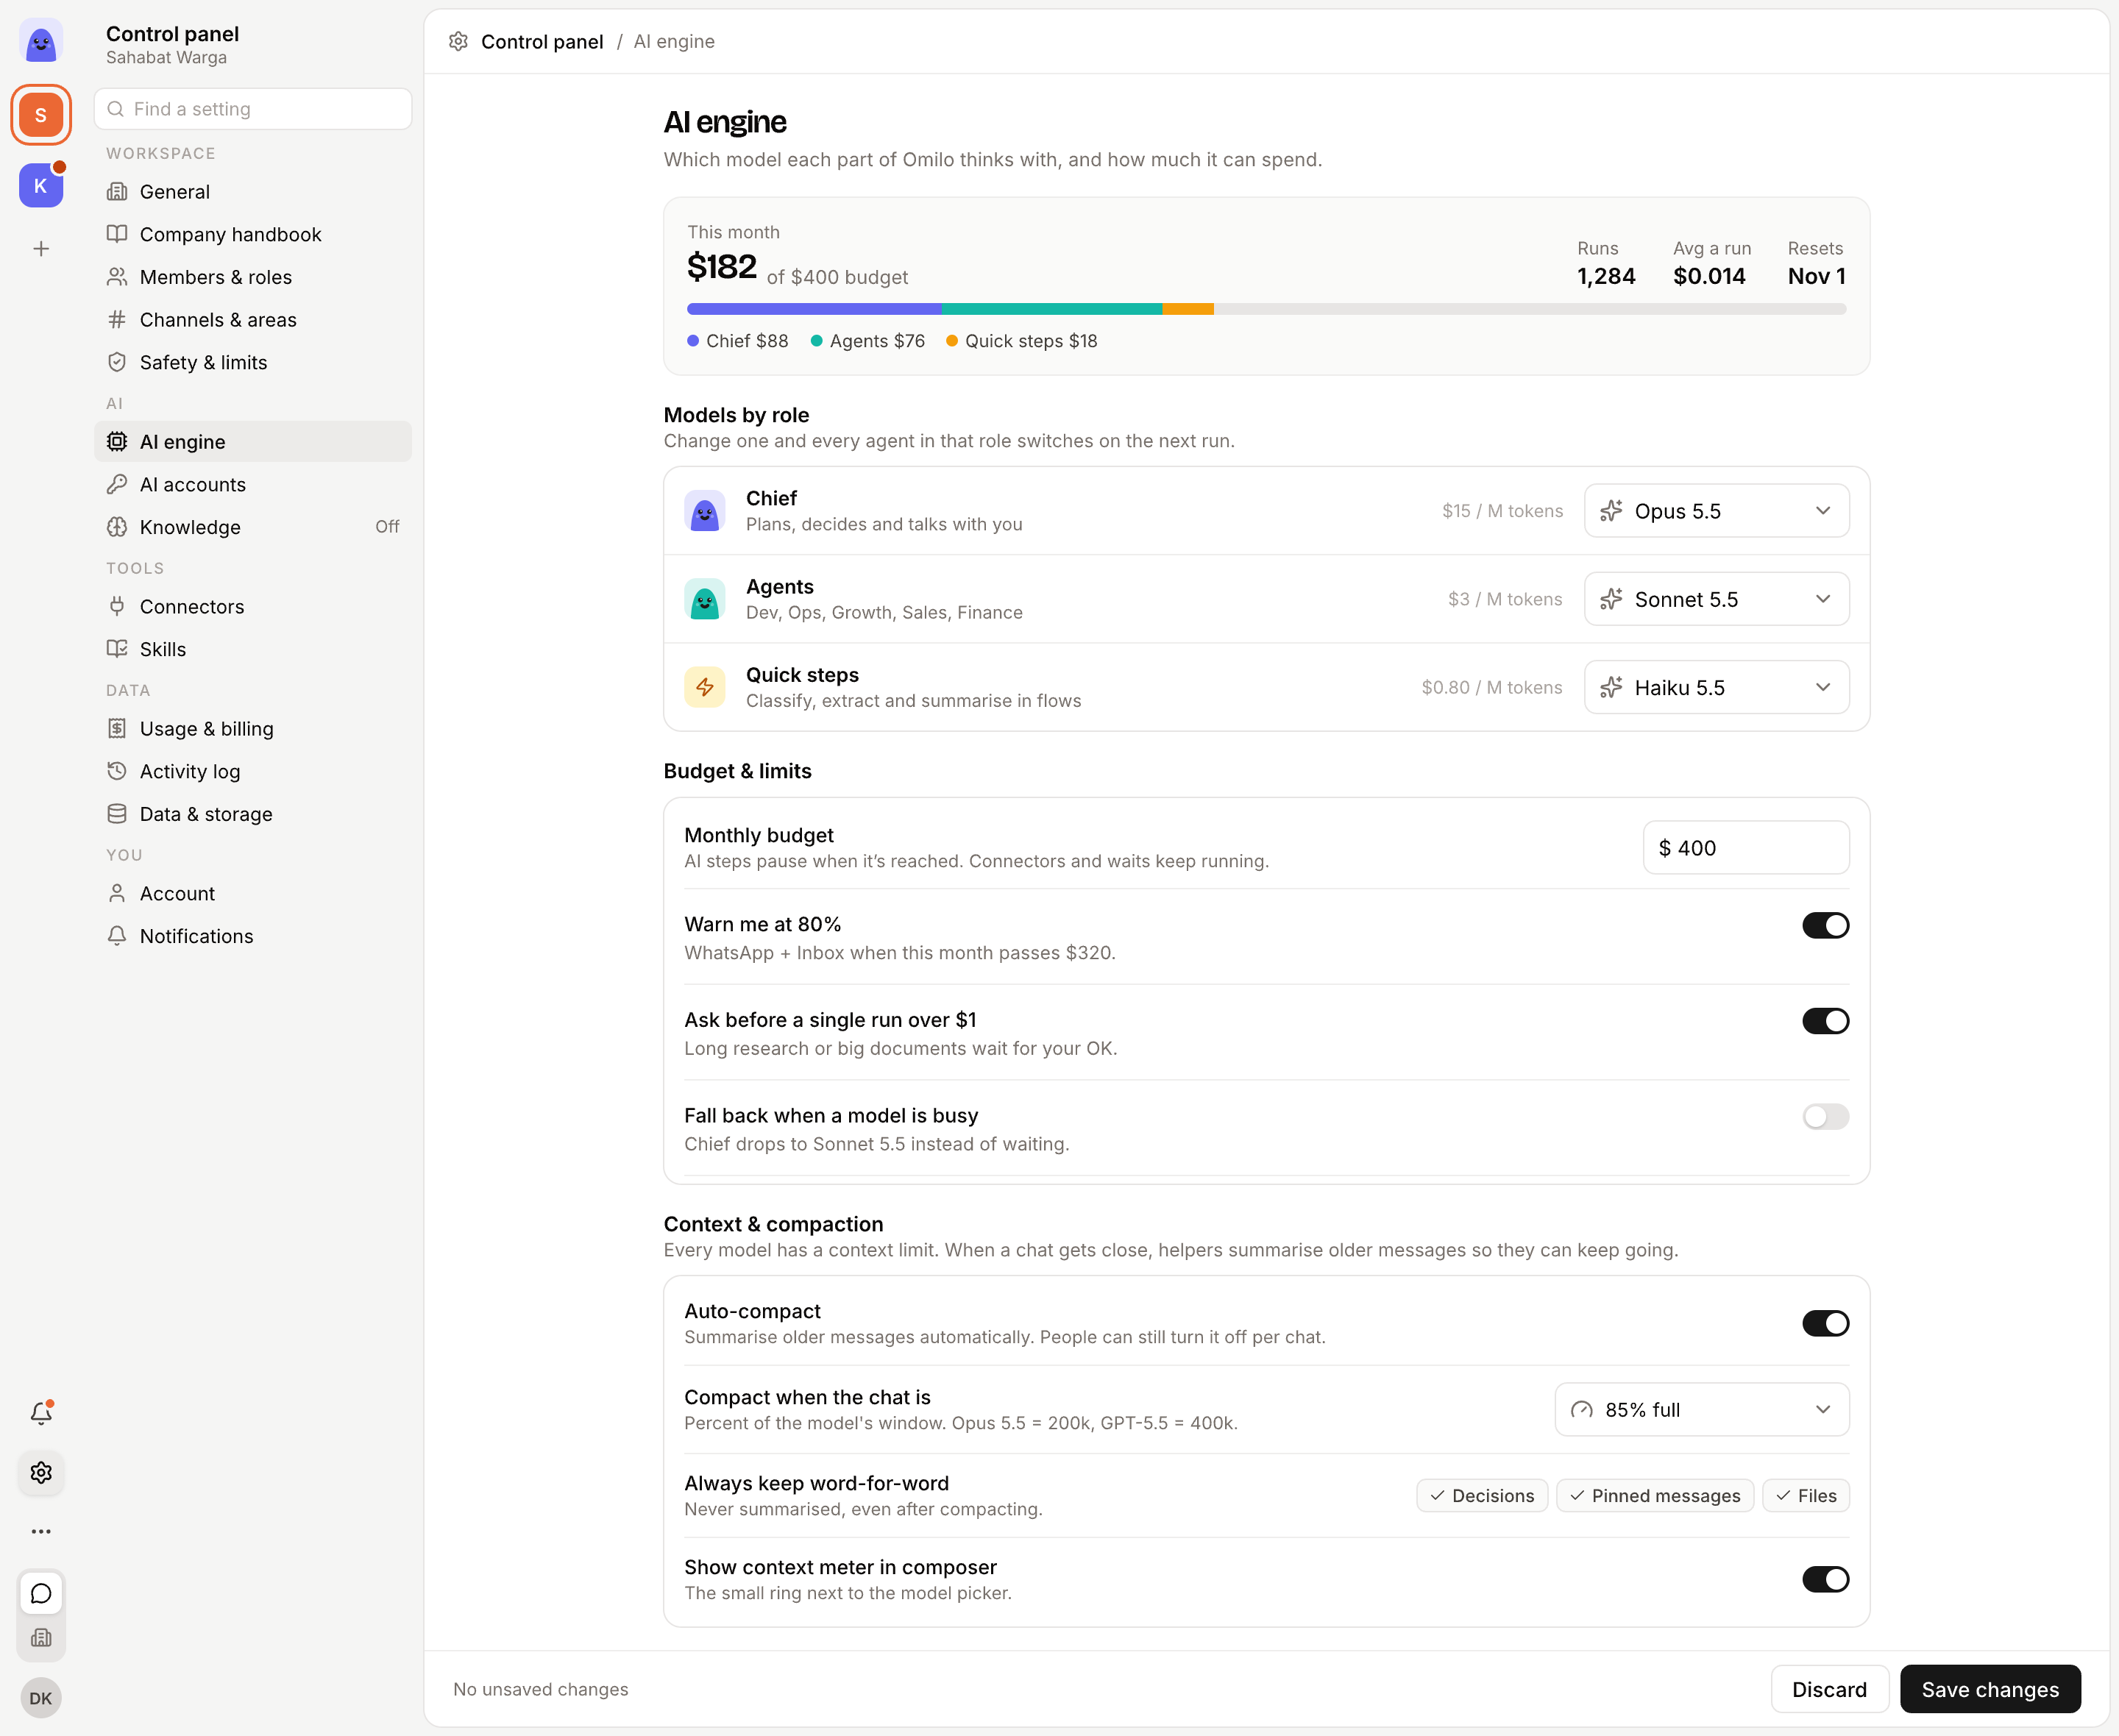 Control panel
Sahabat Warga
S
K
Find a setting
WORKSPACE
General
Company handbook
Members & roles
Channels & areas
Safety & limits
AI
AI engine
AI accounts
Knowledge Off
TOOLS
Connectors
Skills
DATA
Usage & billing
Activity log
Data & storage
YOU
Account
Notifications
DK
Control panel / AI engine
AI engine
Which model each part of Omilo thinks with, and how much it can spend.
This month
$182 of $400 budget
Runs Avg a run Resets
1,284 $0.014 Nov 1
Chief $88 Agents $76 Quick steps $18
Models by role
Change one and every agent in that role switches on the next run.
Chief
Plans, decides and talks with you
$15 / M tokens Opus 5.5
Agents
Dev, Ops, Growth, Sales, Finance
$3 / M tokens Sonnet 5.5
Quick steps
Classify, extract and summarise in flows
$0.80 / M tokens Haiku 5.5
Budget & limits
Monthly budget
AI steps pause when it’s reached. Connectors and waits keep running.
$ 400
Warn me at 80%
WhatsApp + Inbox when this month passes $320.
Ask before a single run over $1
Long research or big documents wait for your OK.
Fall back when a model is busy
Chief drops to Sonnet 5.5 instead of waiting.
Context & compaction
Every model has a context limit. When a chat gets close, helpers summarise older messages so they can keep going.
Auto-compact
Summarise older messages automatically. People can still turn it off per chat.
Compact when the chat is
Percent of the model's window. Opus 5.5 = 200k, GPT-5.5 = 400k.
85% full
Always keep word-for-word
Never summarised, even after compacting.
Decisions Pinned messages Files
Show context meter in composer
The small ring next to the model picker.
No unsaved changes
Discard Save changes